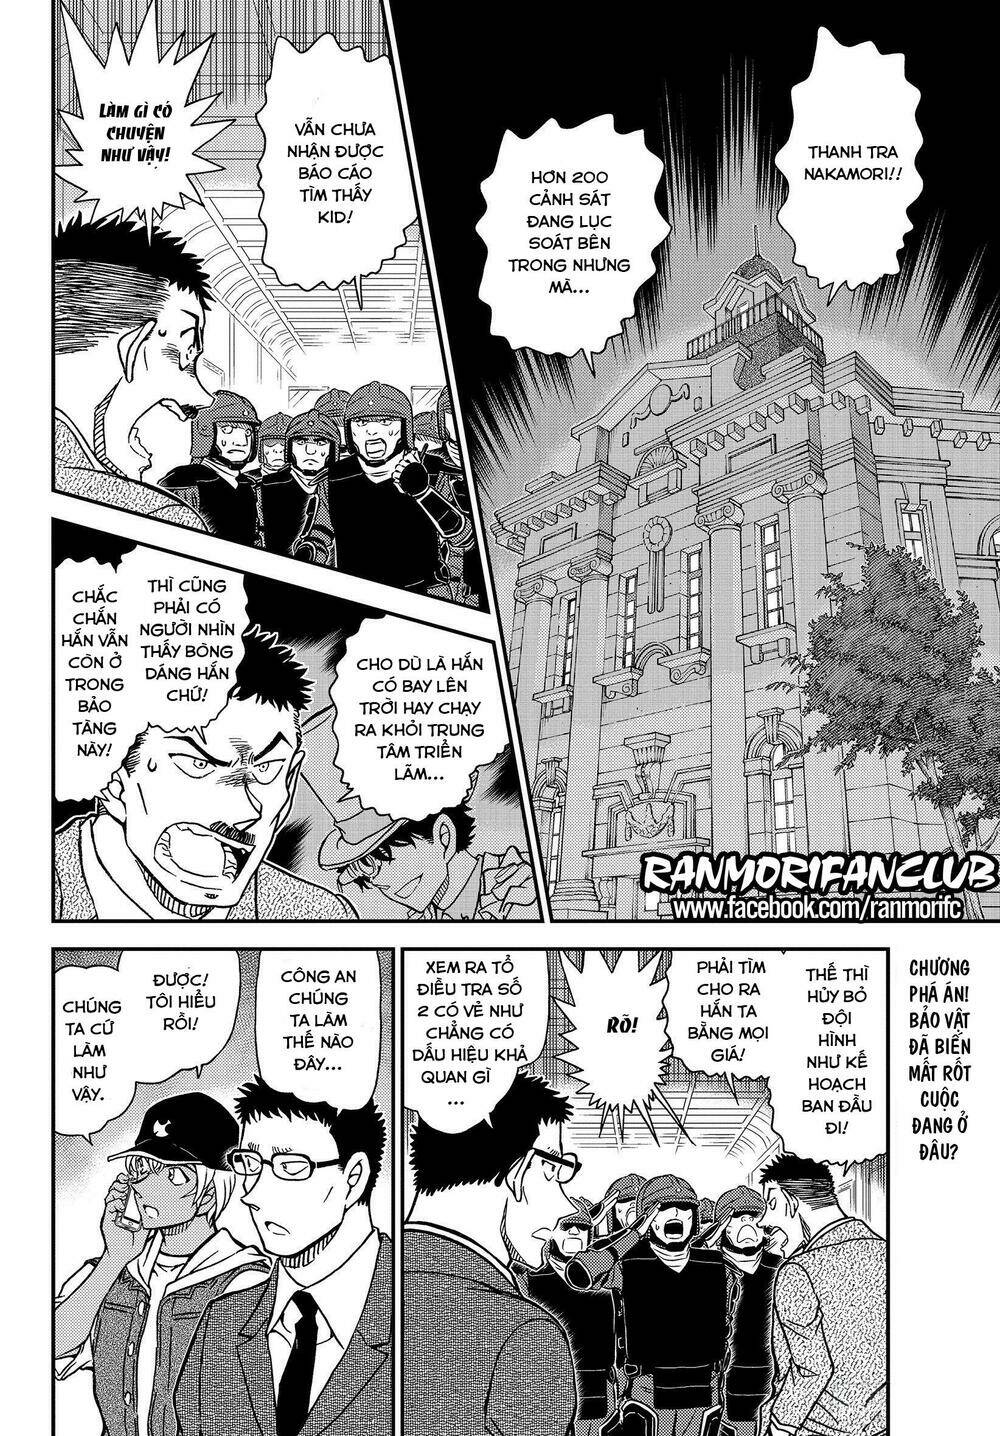 THANH TRA
NAKAMORI!!
HƠN 200
CẢNH SÁT
ĐANG LỤC
SOÁT BÊN
TRONG NHƯNG
MÀ...
VẪN CHƯA
NHẬN ĐƯỢC
BÁO CÁO
TÌM THẤY
KID!
LÀM GÌ CÓ
CHUYỆN
NHƯ VẬY!
CHO DÙ LÀ HẮN
CÓ BAY LÊN
TRỜI HAY CHẠY
RA KHỎI TRUNG
TÂM TRIỂN
LÃM...
THÌ CŨNG
PHẢI CÓ
NGƯỜI NHÌN
THẤY BÓNG
DÁNG HẮN
CHỨ!
CHẮC
CHẮN
HẮN VẪN
CÒN Ở
TRONG
BẢO
TÀNG
NÀY!
RANMORIFANCLUB
www.facebook.com/ranmorifc
CHƯƠNG
PHÁ ÁN!
BẢO VẬT
ĐÃ BIẾN
MẤT RỐT
CUỘC
ĐANG Ở
ĐÂU?
THẾ THÌ
HỦY BỎ
ĐỘI
HÌNH
NHƯ KẾ
HOẠCH
BAN ĐẦU
ĐI!
PHẢI TÌM
CHO RA
HẮN TA
BẰNG MỌI
GIÁ!
RÕ!
XEM RA TỔ
ĐIỀU TRA SỐ
2 CÓ VẺ NHƯ
CHẲNG CÓ
DẤU HIỆU KHẢ
QUAN GÌ
...
CÔNG AN
CHÚNG TA LÀM
THẾ NÀO
ĐÂY...
ĐƯỢC!
TÔI HIỂU
RỒI!
CHÚNG
TA CỨ
LÀM
NHƯ
VẬY.